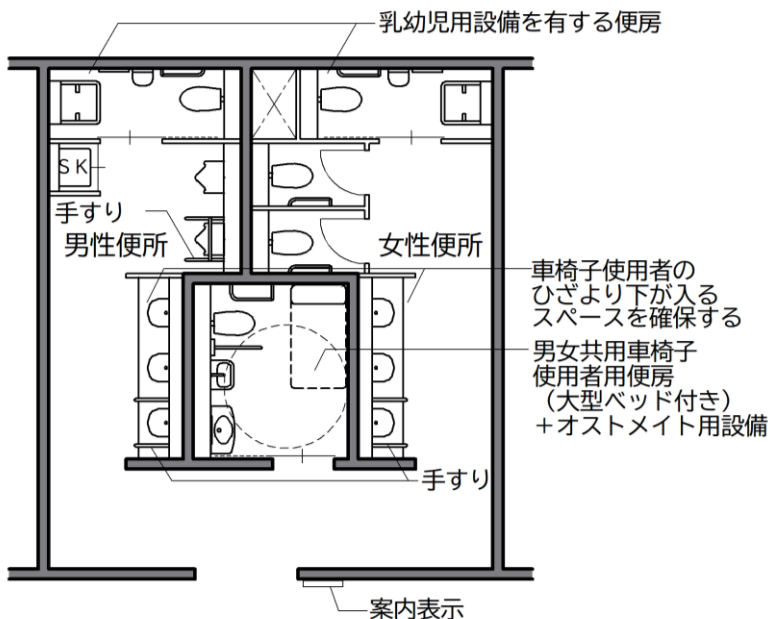 乳幼児用設備を有する便房
SK
手すり
男性便所
女性便所
車椅子使用者の
ひざより下が入る
スペースを確保する
男女共用車椅子
使用者用便房
（大型ベッド付き）
＋オストメイト用設備
手すり
案内表示